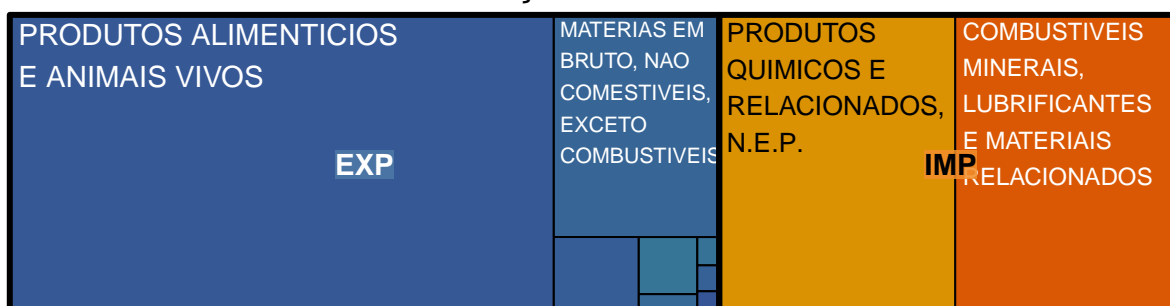 PRODUTOS ALIMENTICIOS
E ANIMAIS VIVOS
EXP
MATERIAS EM
BRUTO, NAO
COMESTIVEIS,
EXCETO
COMBUSTIVEIS
PRODUTOS
QUIMICOS E
RELACIONADOS,
N.E.P.
IMP
COMBUSTIVEIS
MINERAIS,
LUBRIFICANTES
E MATERIAIS
RELACIONADOS